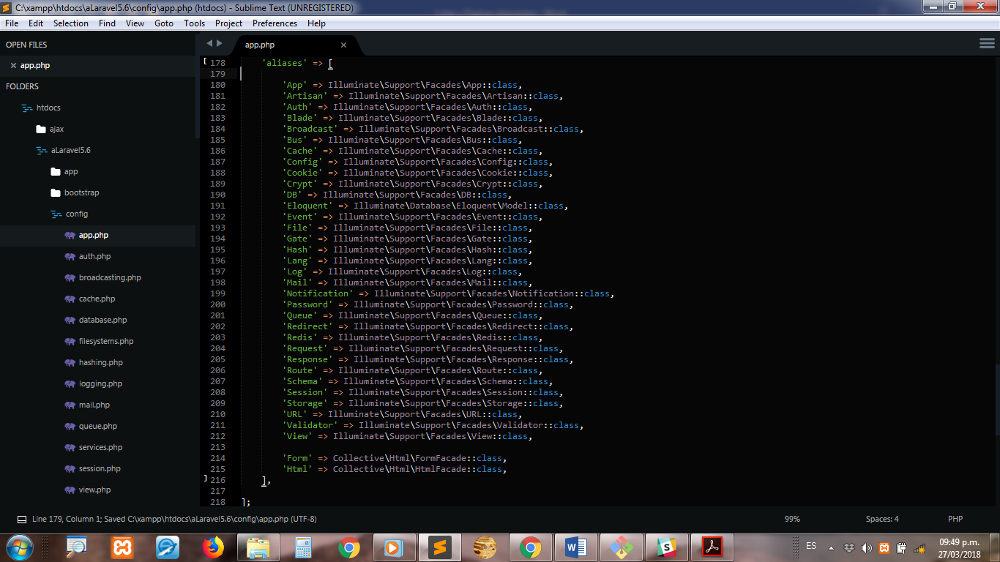 C:\xampp\htdocs\aLaravel5.6\config\app.php (htdocs) - Sublime Text (UNREGISTERED)
File Edit Selection Find View Goto Tools Project Preferences Help
OPEN FILES
app.php
FOLDERS
htdocs
ajax
aLaravel5.6
app
bootstrap
config
app.php
auth.php
broadcasting.php
cache.php
database.php
filesystems.php
hashing.php
logging.php
mail.php
queue.php
services.php
session.php
view.php
app.php
178 'aliases' => [
179
180 'App' => Illuminate\Support\Facades\App::class,
181 'Artisan' => Illuminate\Support\Facades\Artisan::class,
182 'Auth' => Illuminate\Support\Facades\Auth::class,
183 'Blade' => Illuminate\Support\Facades\Blade::class,
184 'Broadcast' => Illuminate\Support\Facades\Broadcast::class,
185 'Bus' => Illuminate\Support\Facades\Bus::class,
186 'Cache' => Illuminate\Support\Facades\Cache::class,
187 'Config' => Illuminate\Support\Facades\Config::class,
188 'Cookie' => Illuminate\Support\Facades\Cookie::class,
189 'Crypt' => Illuminate\Support\Facades\Crypt::class,
190 'DB' => Illuminate\Support\Facades\DB::class,
191 'Eloquent' => Illuminate\Database\Eloquent\Model::class,
192 'Event' => Illuminate\Support\Facades\Event::class,
193 'File' => Illuminate\Support\Facades\File::class,
194 'Gate' => Illuminate\Support\Facades\Gate::class,
195 'Hash' => Illuminate\Support\Facades\Hash::class,
196 'Lang' => Illuminate\Support\Facades\Lang::class,
197 'Log' => Illuminate\Support\Facades\Log::class,
198 'Mail' => Illuminate\Support\Facades\Mail::class,
199 'Notification' => Illuminate\Support\Facades\Notification::class,
200 'Password' => Illuminate\Support\Facades\Password::class,
201 'Queue' => Illuminate\Support\Facades\Queue::class,
202 'Redirect' => Illuminate\Support\Facades\Redirect::class,
203 'Redis' => Illuminate\Support\Facades\Redis::class,
204 'Request' => Illuminate\Support\Facades\Request::class,
205 'Response' => Illuminate\Support\Facades\Response::class,
206 'Route' => Illuminate\Support\Facades\Route::class,
207 'Schema' => Illuminate\Support\Facades\Schema::class,
208 'Session' => Illuminate\Support\Facades\Session::class,
209 'Storage' => Illuminate\Support\Facades\Storage::class,
210 'URL' => Illuminate\Support\Facades\URL::class,
211 'Validator' => Illuminate\Support\Facades\Validator::class,
212 'View' => Illuminate\Support\Facades\View::class,
213
214 'Form' => Collective\Html\FormFacade::class,
215 'Html' => Collective\Html\HtmlFacade::class,
216 ],
217
218 ];
Line 179, Column 1; Saved C:\xampp\htdocs\aLaravel5.6\config\app.php (UTF-8) 99% Spaces: 4 PHP
ES 09:49 p.m.
27/03/2018